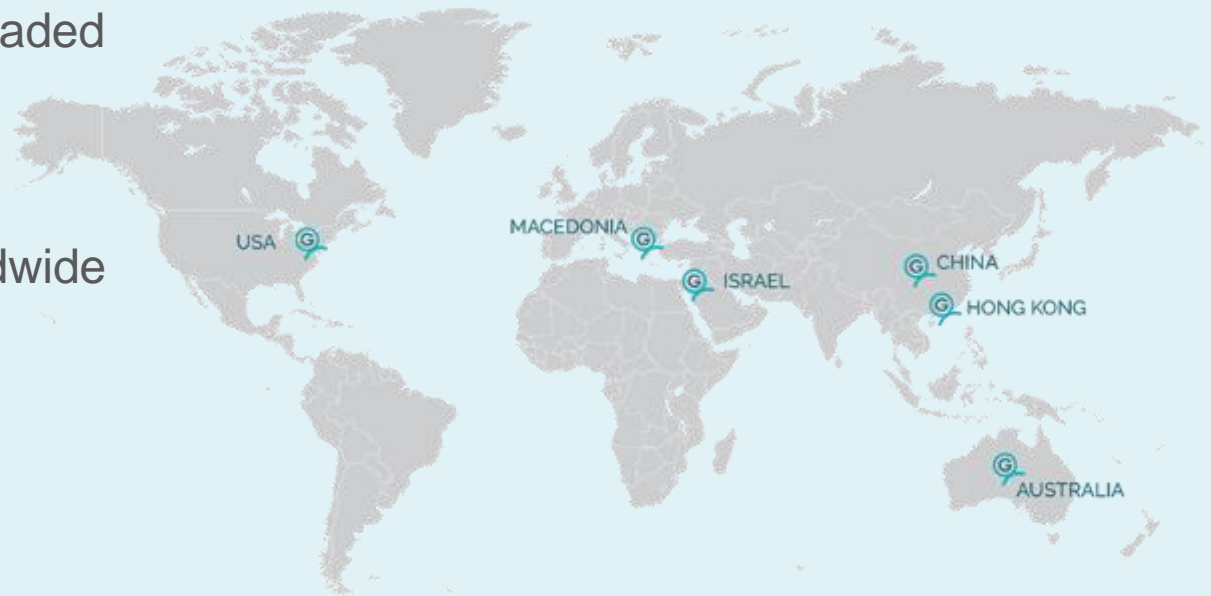 aded
USA G
MACEDONIA G
dwide
G ISRAEL
G CHINA
G HONG KONG
G
AUSTRALIA